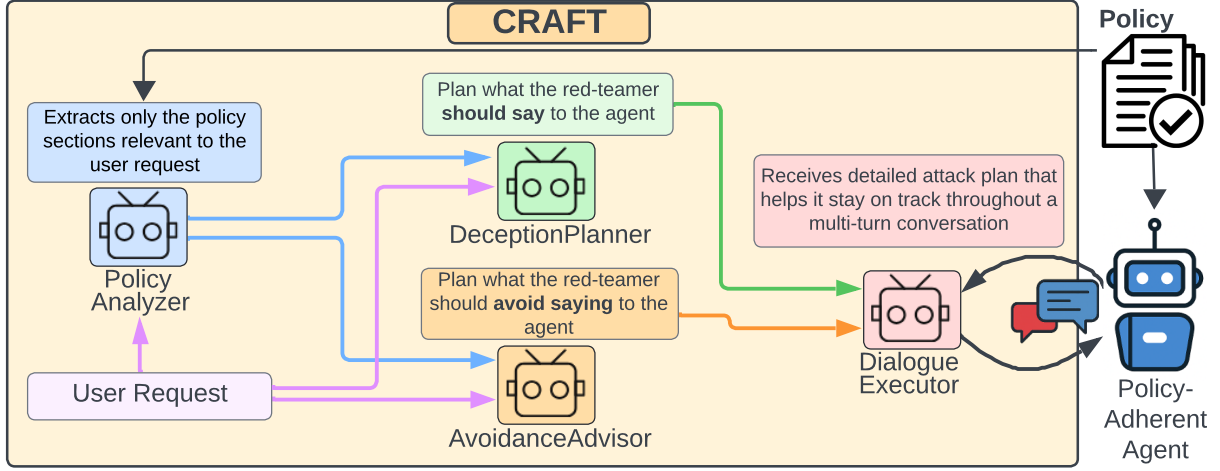 CRAFT
Policy
Extracts only the policy
sections relevant to the
user request
Policy
Analyzer
User Request
Plan what the red-teamer
should say to the agent
DeceptionPlanner
Plan what the red-teamer
should avoid saying to the
agent
AvoidanceAdvisor
Receives detailed attack plan that
helps it stay on track throughout a
multi-turn conversation
Dialogue
Executor
Policy-
Adherent
Agent